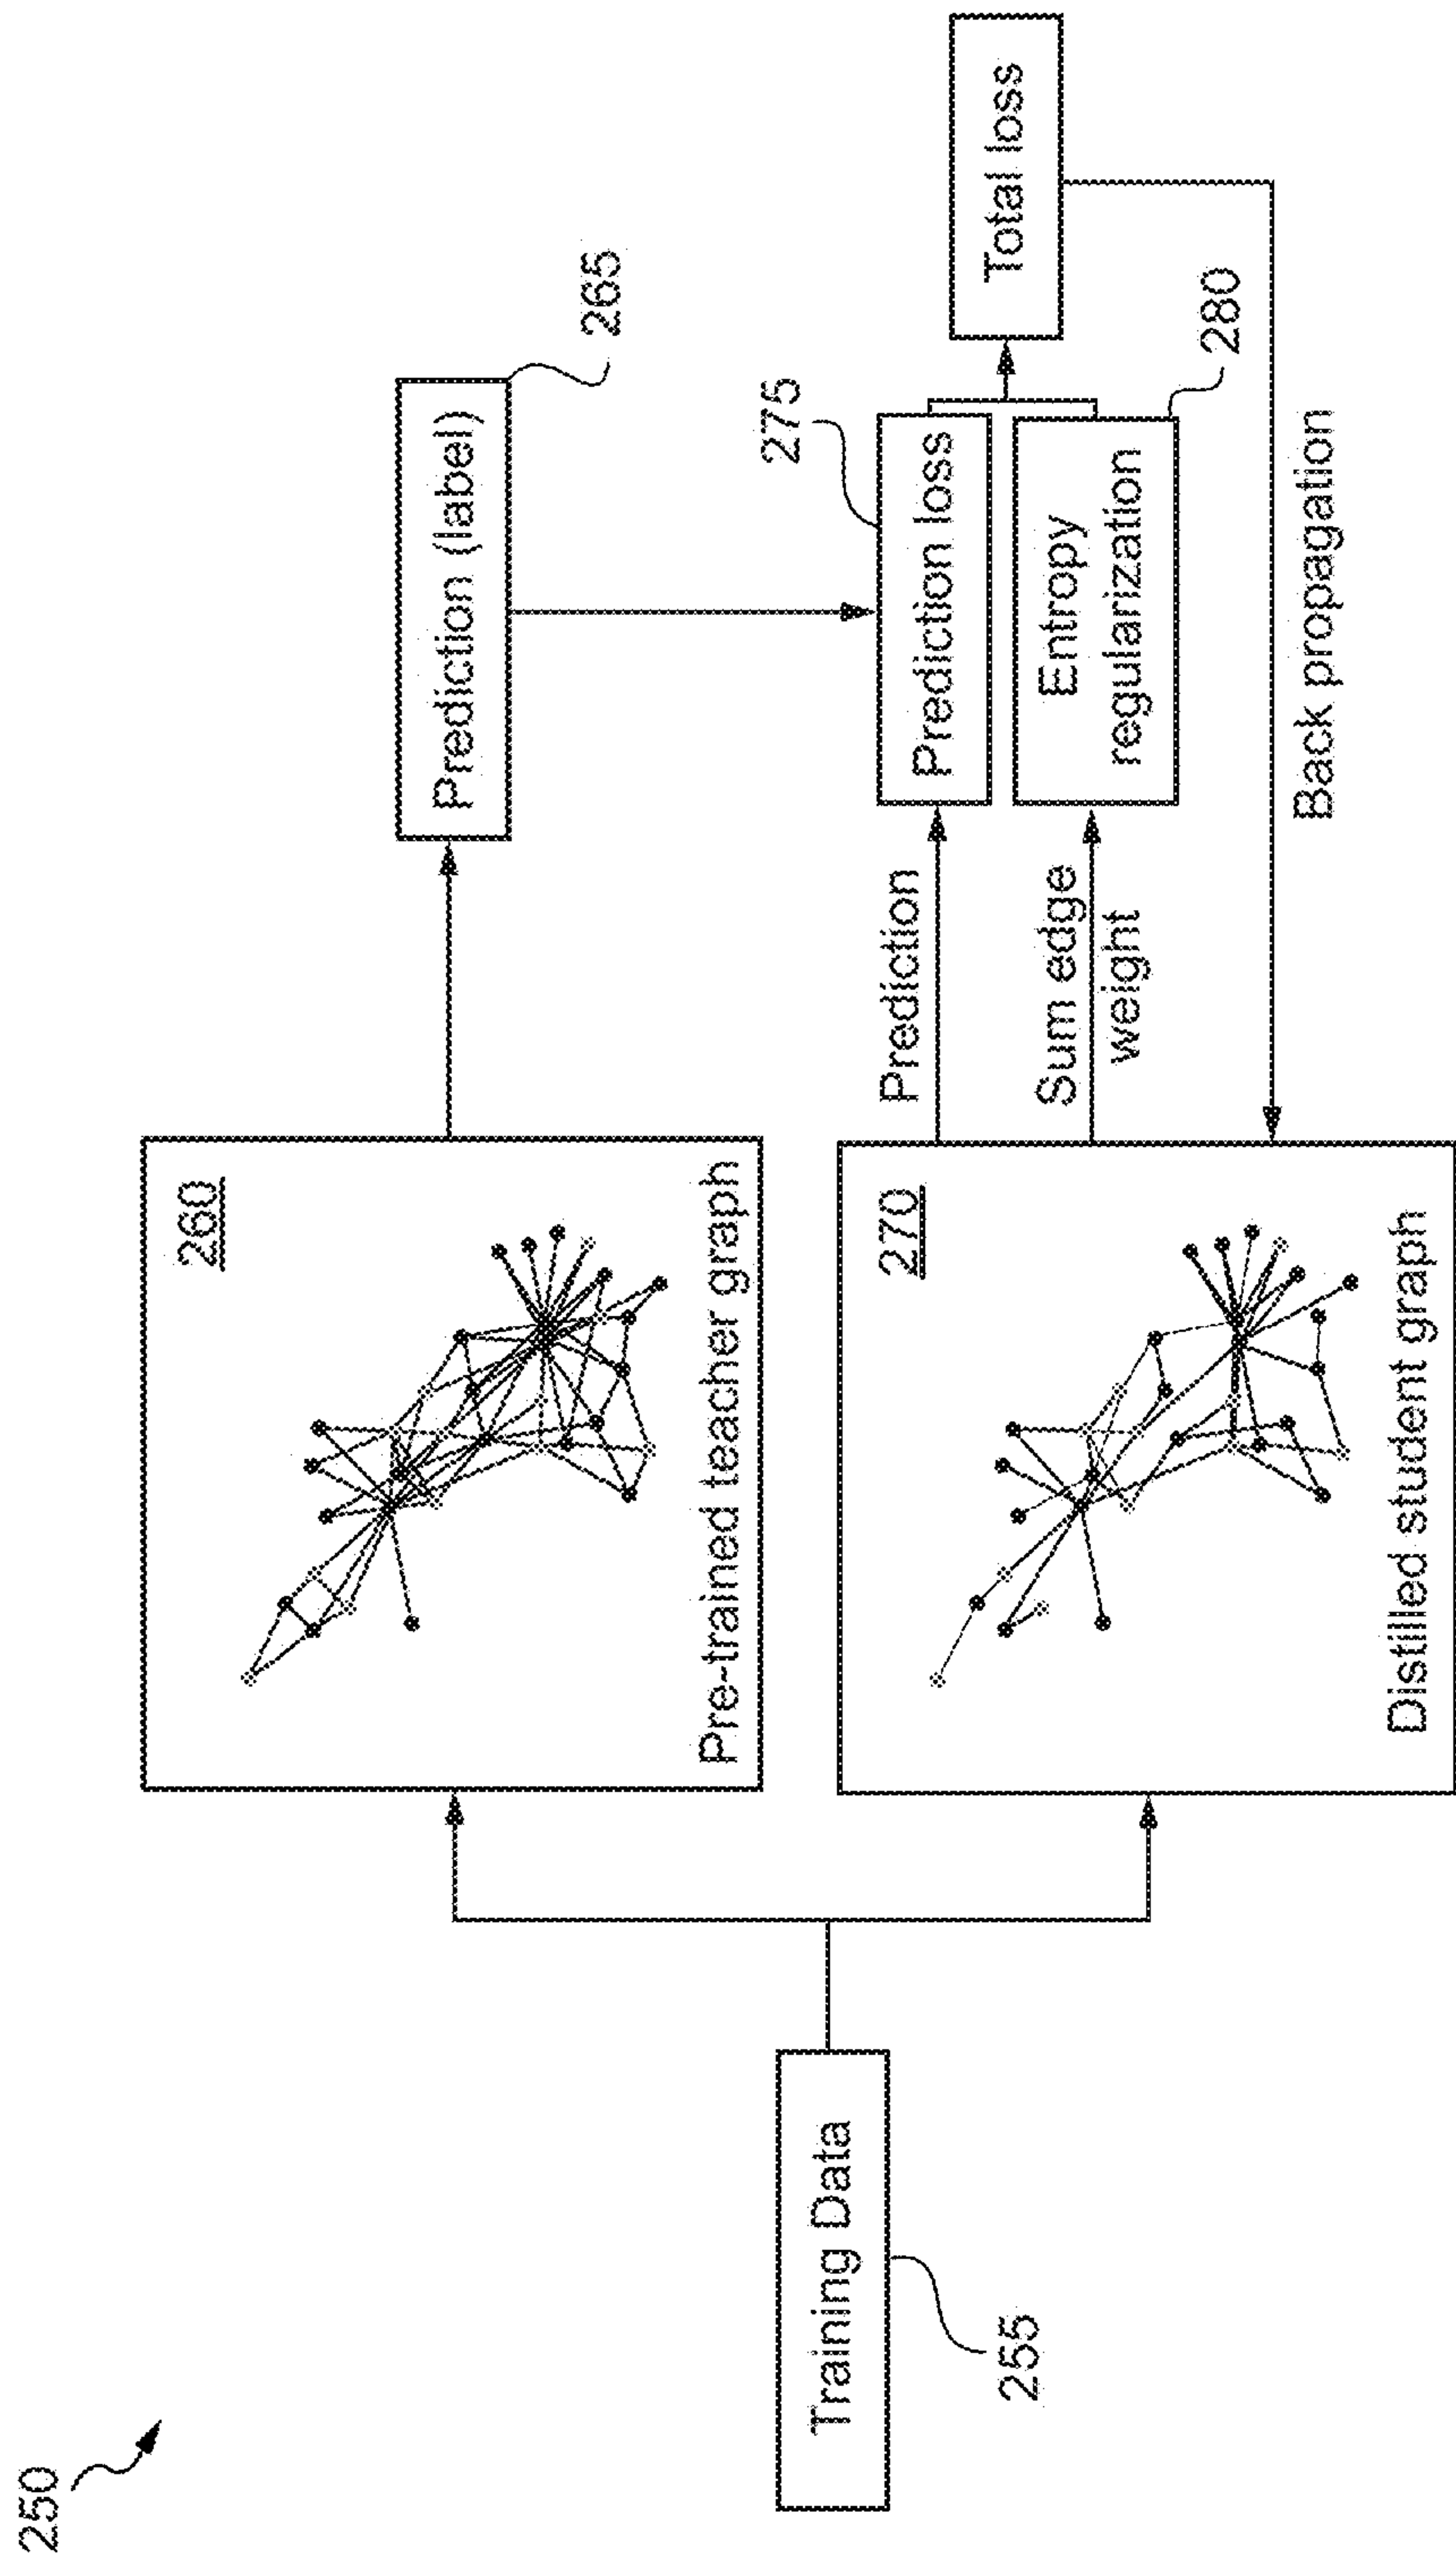 250
Training Data
255
260
Pre-trained teacher graph
270
Distilled student graph
Prediction (label)
265
Prediction
Sum edge
weight
Prediction loss
275
Entropy
regularization
280
Total loss
Back propagation